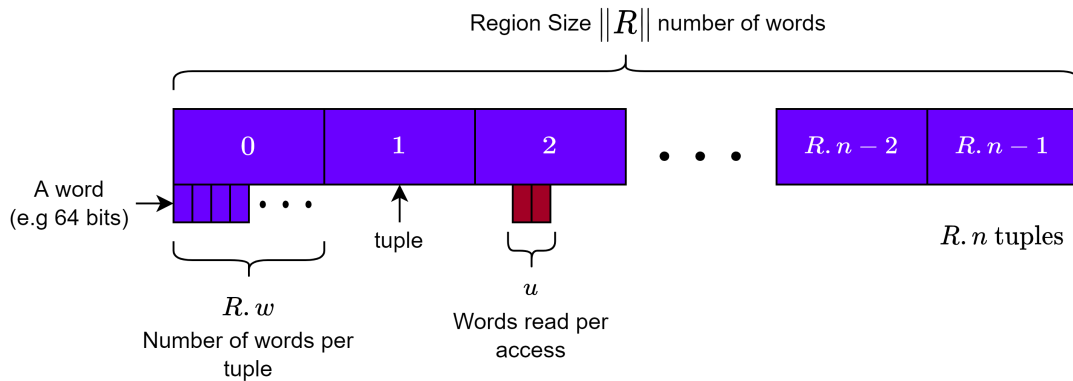 Region Size ‖R‖ number of words
0 1 2 • • • R.n − 2 R.n − 1
A word
(e.g 64 bits)
• • •
tuple
R.n tuples
R.w
Number of words per
tuple
u
Words read per
access